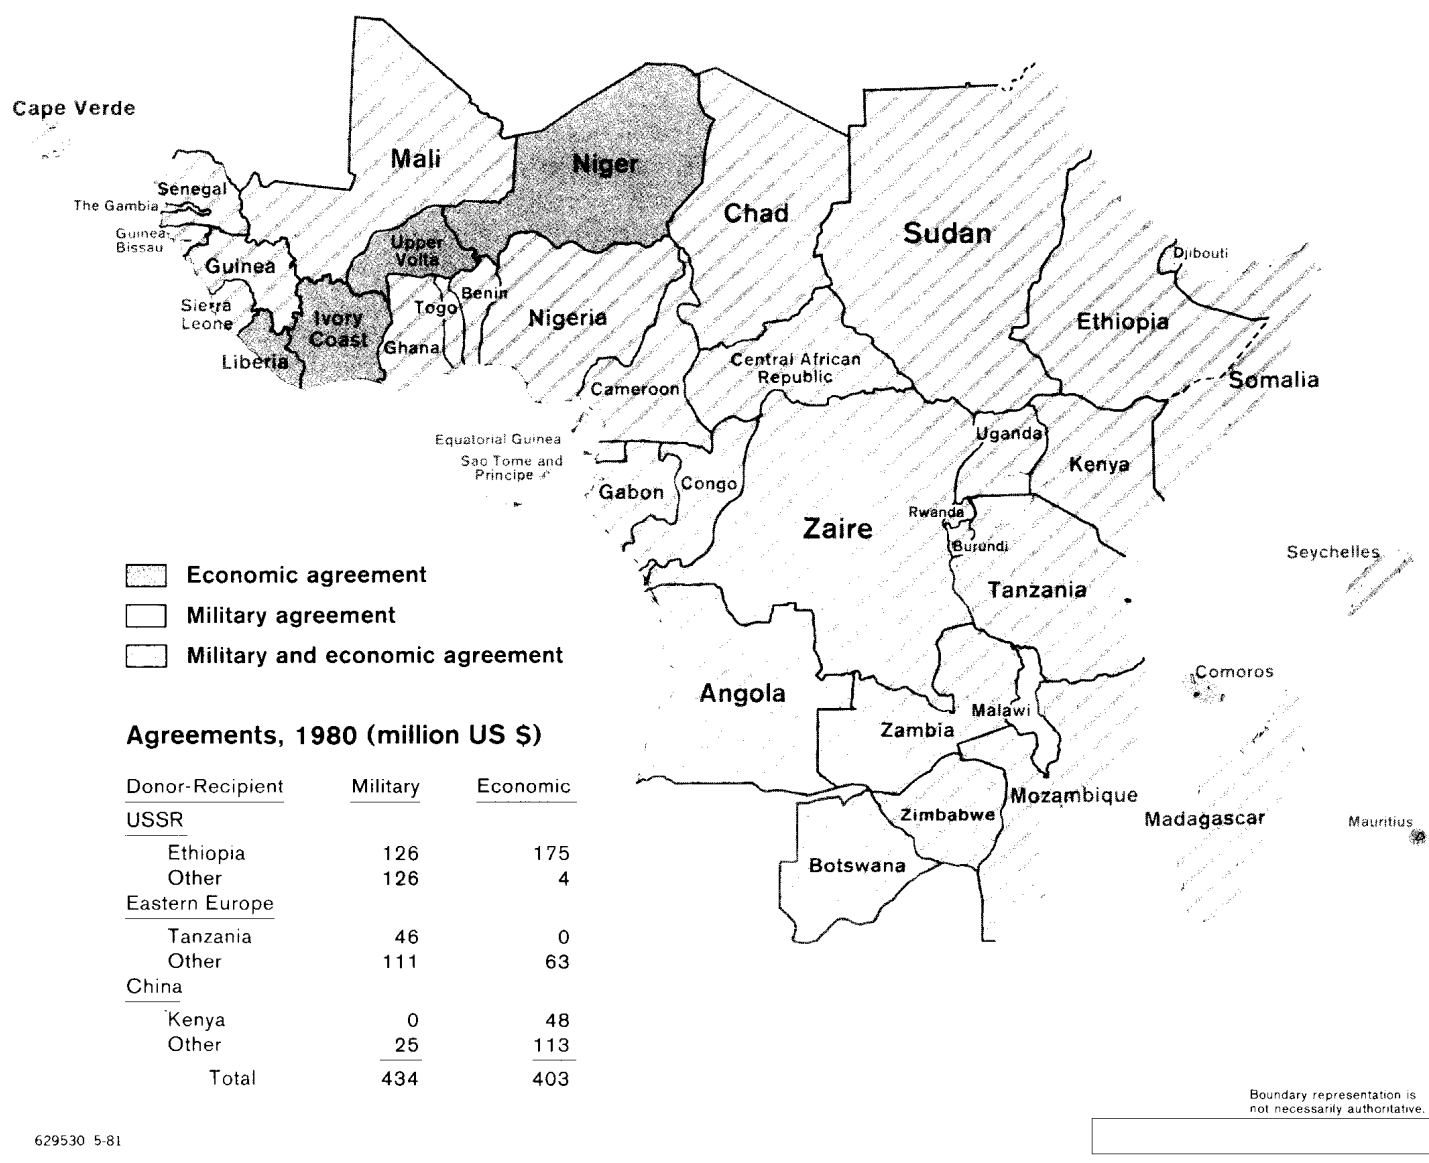 Cape Verde
Mali
Niger
Chad
Sudan
Senegal
The Gambia
Guinea
Bissau
Guinea
Sierra
Leone
Liberia
Ivory
Coast
Upper
Volta
Ghana
Togo
Benin
Nigeria
Cameroon
Central African
Republic
Djibouti
Ethiopia
Somalia
Equatorial Guinea
Sao Tome and
Principe
Gabon
Congo
Zaire
Uganda
Kenya
Rwanda
Burundi
Tanzania
Seychelles
Comoros
Angola
Zambia
Malawi
Mozambique
Zimbabwe
Botswana
Madagascar
Mauritius
Economic agreement
Military agreement
Military and economic agreement
Agreements, 1980 (million US $)
Donor-Recipient Military Economic
USSR
Ethiopia 126 175
Other 126 4
Eastern Europe
Tanzania 46 0
Other 111 63
China
Kenya 0 48
Other 25 113
Total 434 403
Boundary representation is
not necessarily authoritative.
629530 5-81